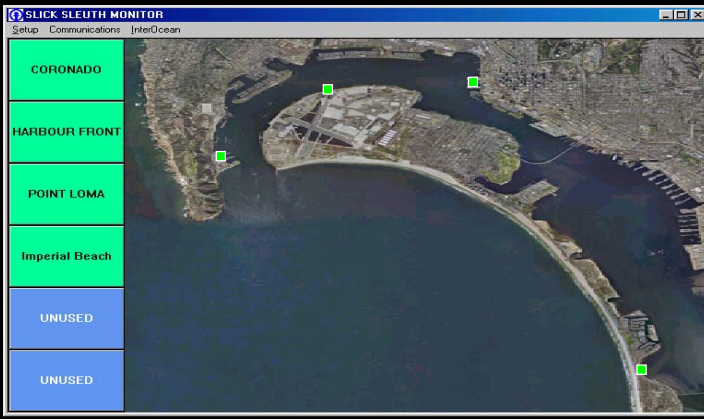 SLICK SLEUTH MONITOR
Setup Communications InterOcean
CORONADO
HARBOUR FRONT
POINT LOMA
Imperial Beach
UNUSED
UNUSED